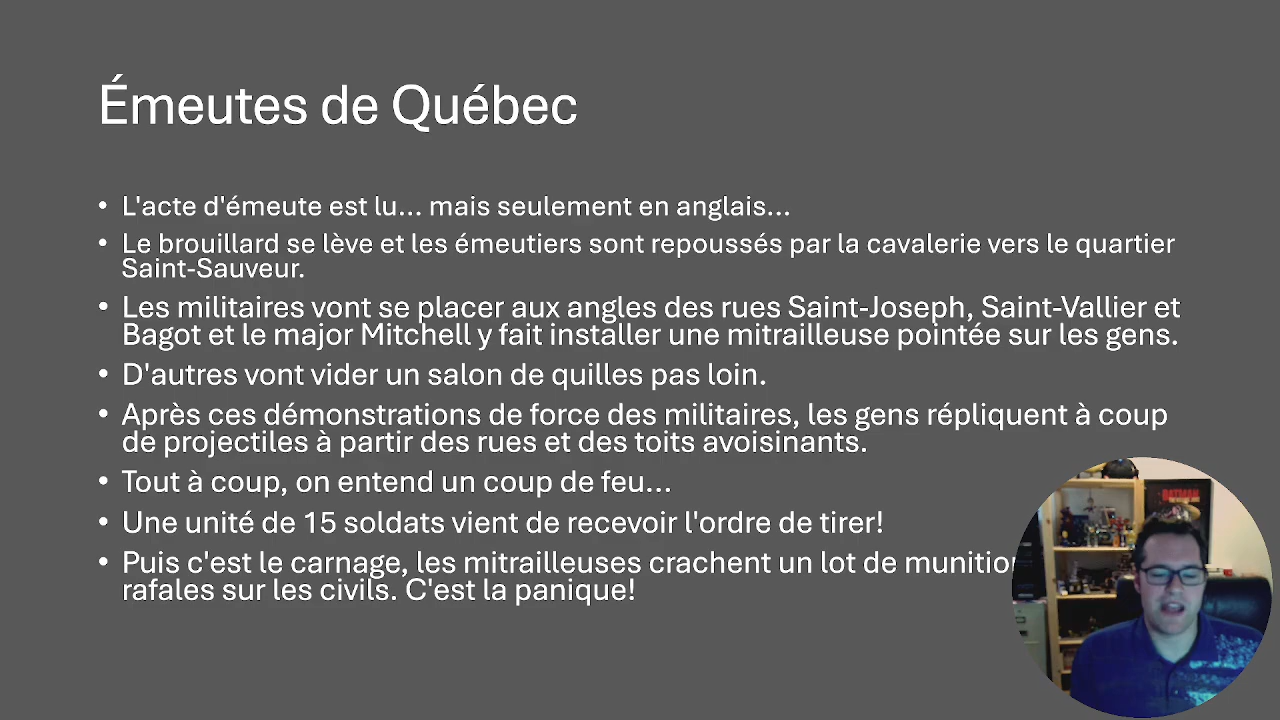 Émeutes de Québec
• L'acte d'émeute est lu... mais seulement en anglais...
• Le brouillard se lève et les émeutiers sont repoussés par la cavalerie vers le quartier
Saint-Sauveur.
• Les militaires vont se placer aux angles des rues Saint-Joseph, Saint-Vallier et
Bagot et le major Mitchell y fait installer une mitrailleuse pointée sur les gens.
• D'autres vont vider un salon de quilles pas loin.
• Après ces démonstrations de force des militaires, les gens répliquent à coup
de projectiles à partir des rues et des toits avoisinants.
• Tout à coup, on entend un coup de feu...
• Une unité de 15 soldats vient de recevoir l'ordre de tirer!
• Puis c'est le carnage, les mitrailleuses crachent un lot de
rafales sur les civils. C'est la panique!
BATMAN